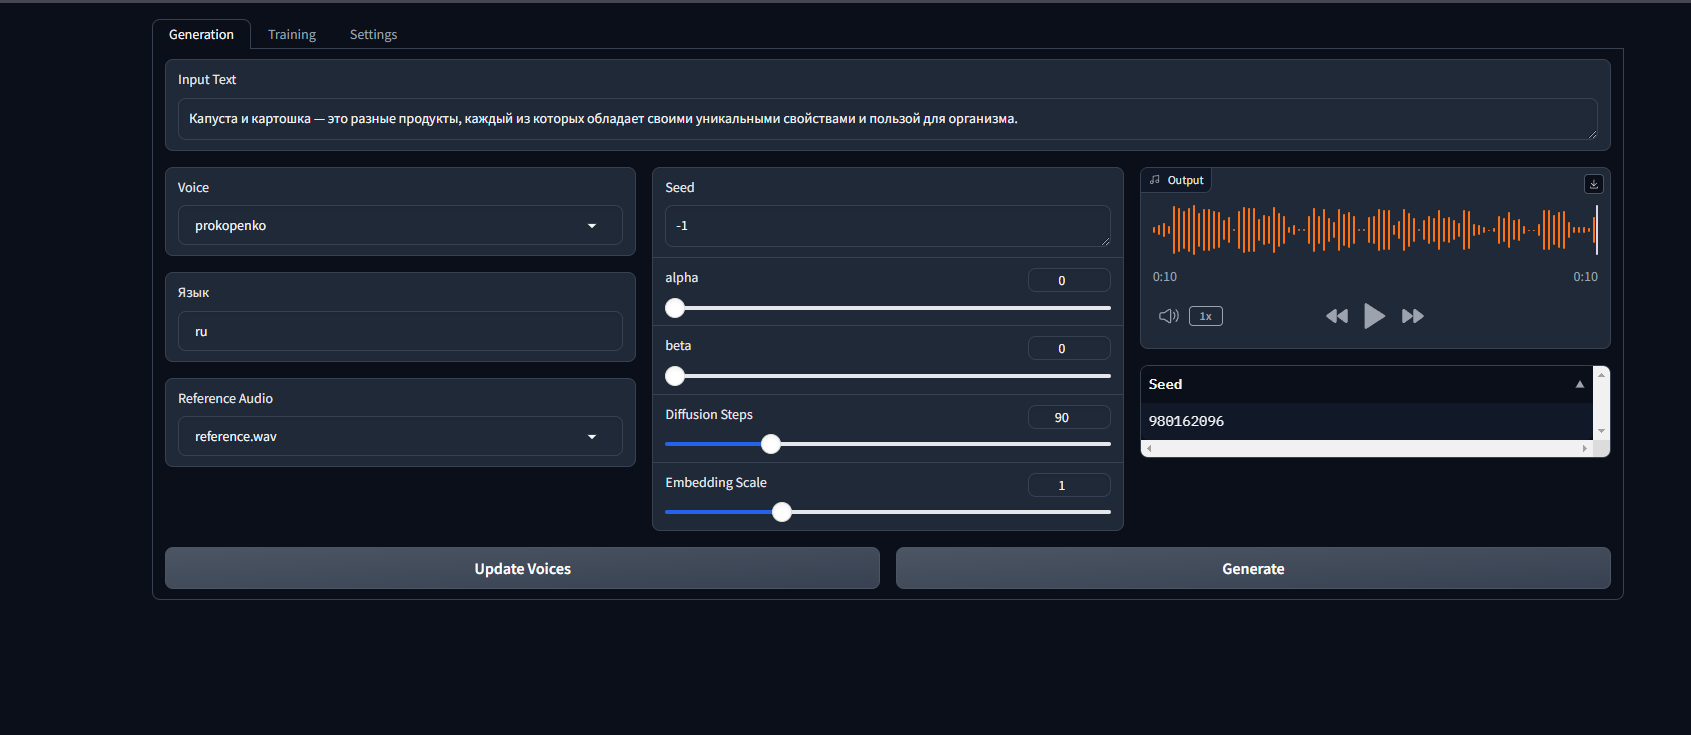 Generation
Training
Settings
Input Text
Капуста и картошка — это разные продукты, каждый из которых обладает своими уникальными свойствами и пользой для организма.
Voice
prokopenko
Язык
ru
Reference Audio
reference.wav
Seed
-1
alpha
0
beta
0
Diffusion Steps
90
Embedding Scale
1
Output
0:10
0:10
1x
Seed
980162096
Update Voices
Generate